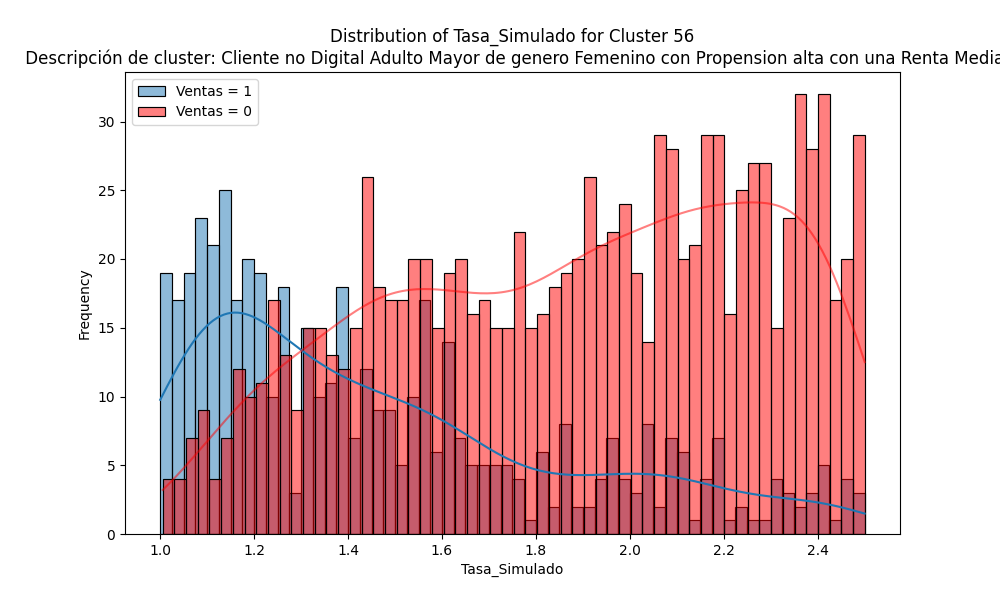 Distribution of Tasa_Simulado for Cluster 56
Descripción de cluster: Cliente no Digital Adulto Mayor de genero Femenino con Propension alta con una Renta Media
Ventas = 1
Ventas = 0
Frequency
30
25
20
15
10
5
0
1.0 1.2 1.4 1.6 1.8 2.0 2.2 2.4
Tasa_Simulado